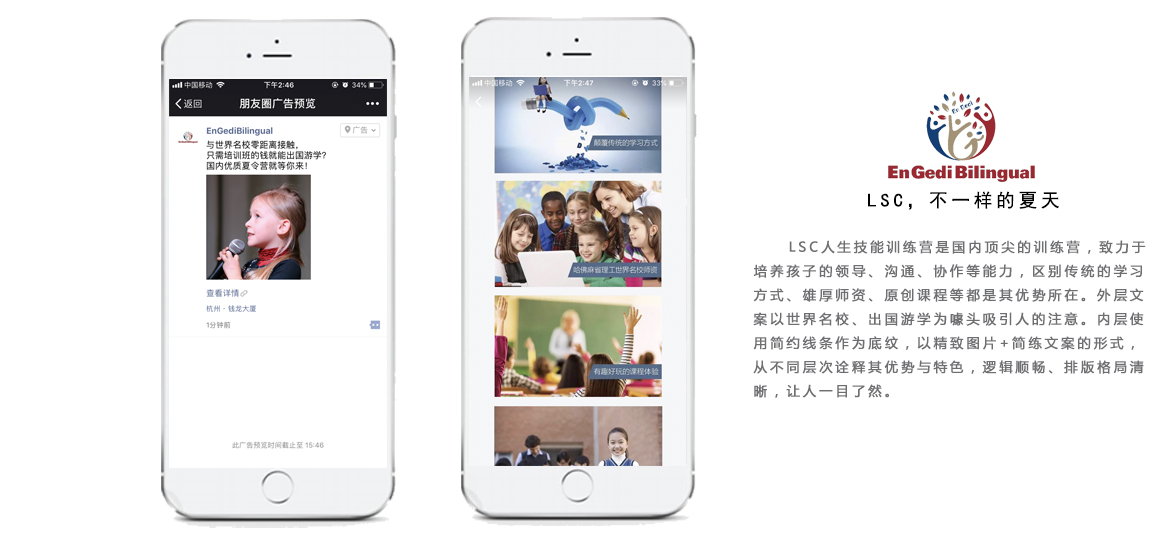 中国移动
下午2:46
34%
返回
朋友圈广告预览
EnGediBilingual
广告
EnGediBilingual
与世界名校零距离接触,
只需培训班的钱就能出国游学?
国内优质夏令营就等你来!
查看详情
杭州·钱龙大厦
1分钟前
此广告预览时间截止至 15:46
中国移动
下午2:47
33%
颠覆传统的学习方式
哈佛麻省理工世界名校师资
有趣好玩的课程体验
En Gedi
En Gedi Bilingual
LSC，不一样的夏天
LSC人生技能训练营是国内顶尖的训练营，致力于
培养孩子的领导、沟通、协作等能力，区别传统的学习
方式、雄厚师资、原创课程等都是其优势所在。外层文
案以世界名校、出国游学为噱头吸引人的注意。内层使
用简约线条作为底纹，以精致图片+简练文案的形式，
从不同层次诠释其优势与特色，逻辑顺畅、排版格局清
晰，让人一目了然。